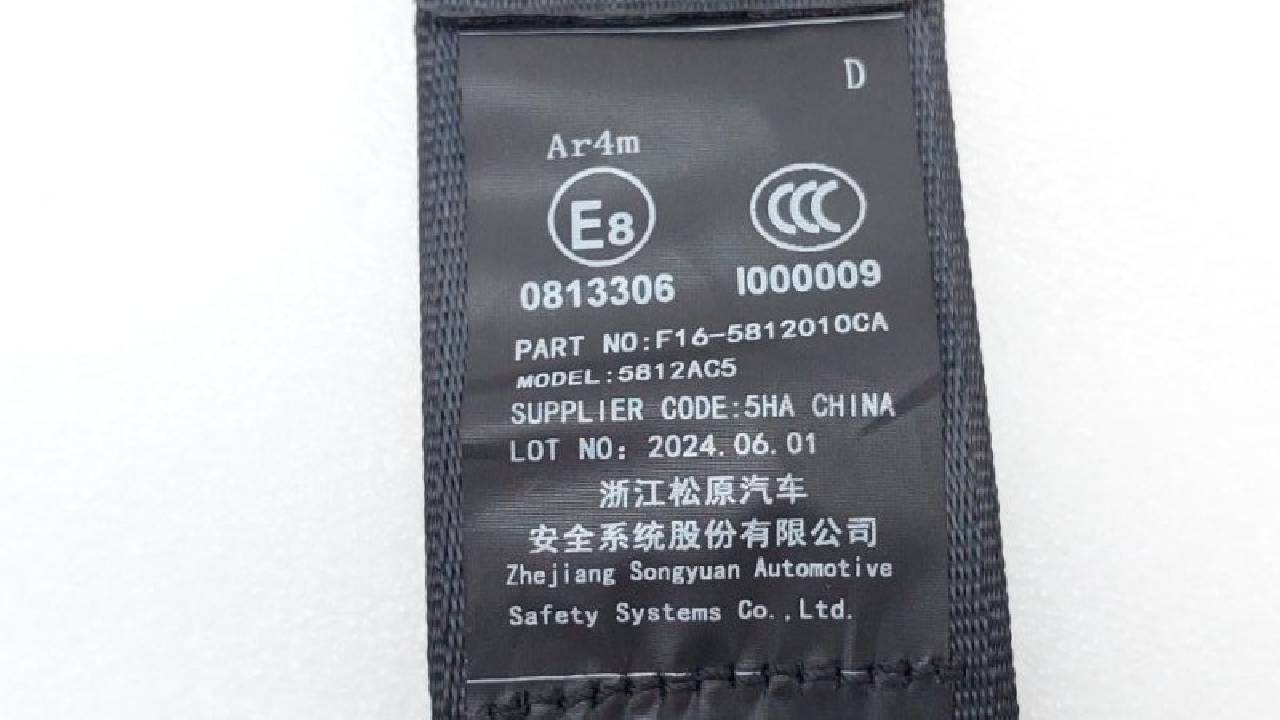 D
Ar4m
E8 CCC
0813306 I000009
PART NO:F16-5812010CA
MODEL:5812AC5
SUPPLIER CODE:5HA CHINA
LOT NO: 2024.06.01
浙江松原汽车
安全系统股份有限公司
Zhejiang Songyuan Automotive
Safety Systems Co.,Ltd.